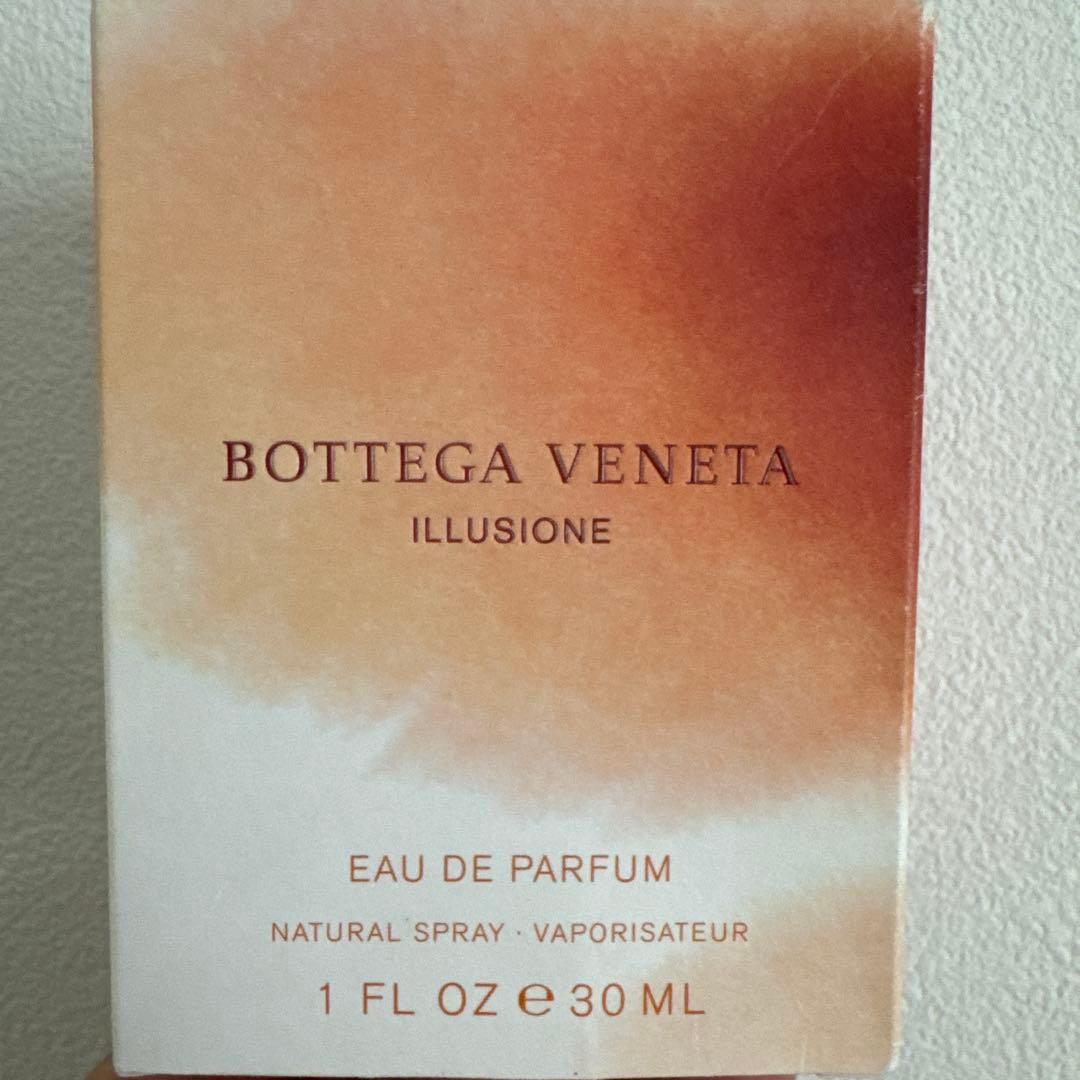 BOTTEGA VENETA
ILLUSIONE
EAU DE PARFUM
NATURAL SPRAY · VAPORISATEUR
1 FL OZ ℮ 30 ML